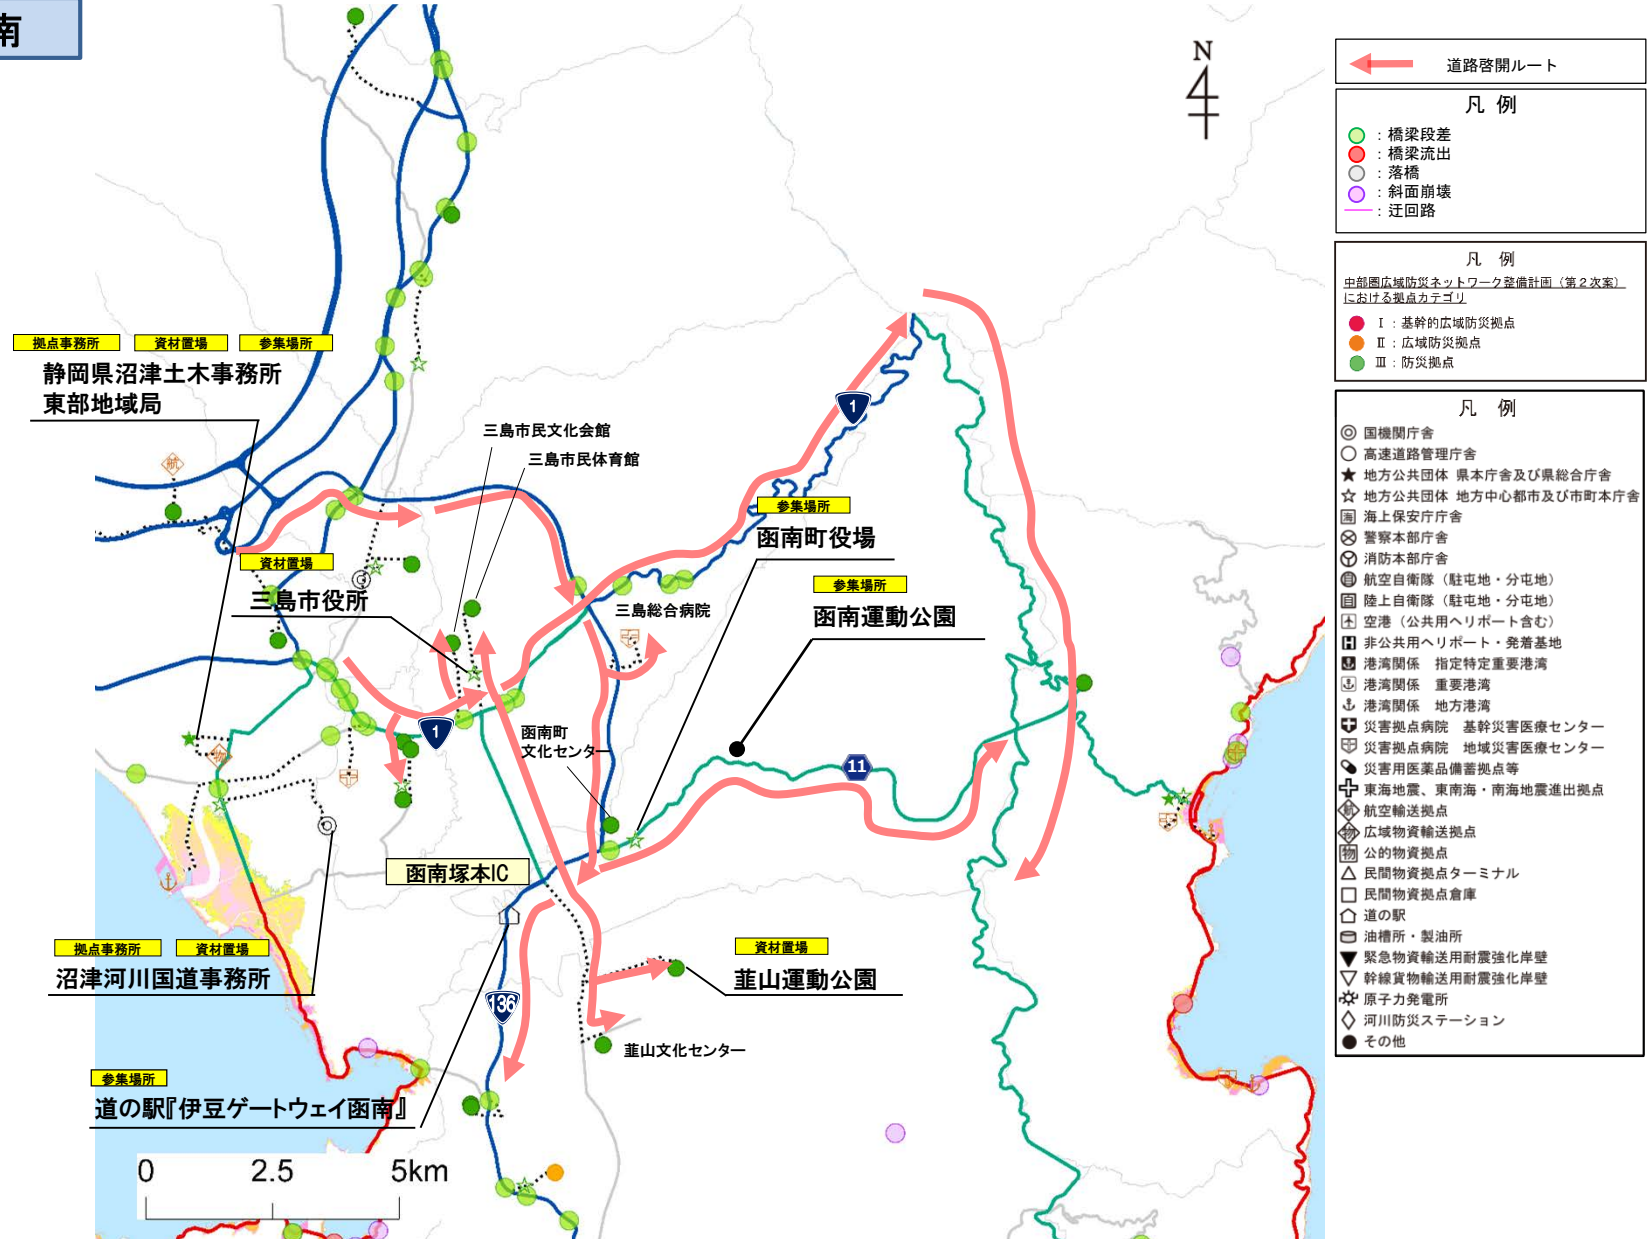 南
N
道路啓開ルート
凡 例
：橋梁段差
：橋梁流出
：落橋
：斜面崩壊
：迂回路
凡 例
中部圏広域防災ネットワーク整備計画（第２次案）
における拠点カテゴリ
Ⅰ：基幹的広域防災拠点
Ⅱ：広域防災拠点
Ⅲ：防災拠点
凡 例
国機関庁舎
高速道路管理庁舎
地方公共団体 県本庁舎及び県総合庁舎
地方公共団体 地方中心都市及び市町本庁舎
海 海上保安庁庁舎
警察本部庁舎
消防本部庁舎
航空自衛隊（駐屯地・分屯地）
陸上自衛隊（駐屯地・分屯地）
空港（公共用ヘリポート含む）
H 非公共用ヘリポート・発着基地
港湾関係 指定特定重要港湾
港湾関係 重要港湾
港湾関係 地方港湾
災害拠点病院 基幹災害医療センター
災害拠点病院 地域災害医療センター
災害用医薬品備蓄拠点等
東海地震、東南海・南海地震進出拠点
航 航空輸送拠点
物 広域物資輸送拠点
物 公的物資拠点
民間物資拠点ターミナル
民間物資拠点倉庫
道の駅
油槽所・製油所
緊急物資輸送用耐震強化岸壁
幹線貨物輸送用耐震強化岸壁
原子力発電所
河川防災ステーション
その他
拠点事務所 資材置場 参集場所
静岡県沼津土木事務所
東部地域局
航
三島市民文化会館
三島市民体育館
1
参集場所
函南町役場
資材置場
三島市役所
三島総合病院
参集場所
函南運動公園
1
物
函南町
文化センター
11
函南塚本IC
拠点事務所 資材置場
沼津河川国道事務所
資材置場
韮山運動公園
136
韮山文化センター
参集場所
道の駅『伊豆ゲートウェイ函南』
0 2.5 5km